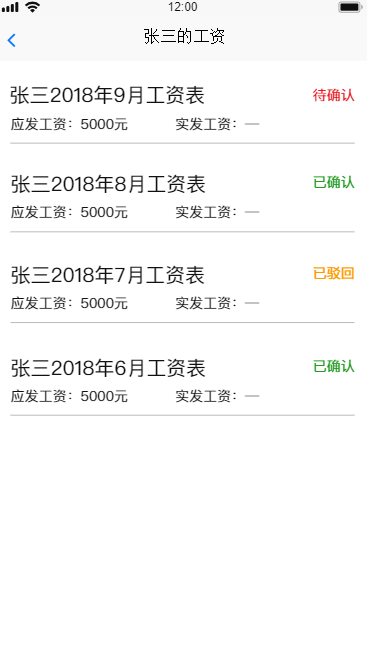 12:00
张三的工资
张三2018年9月工资表 待确认
应发工资：5000元 实发工资：—
张三2018年8月工资表 已确认
应发工资：5000元 实发工资：—
张三2018年7月工资表 已驳回
应发工资：5000元 实发工资：—
张三2018年6月工资表 已确认
应发工资：5000元 实发工资：—